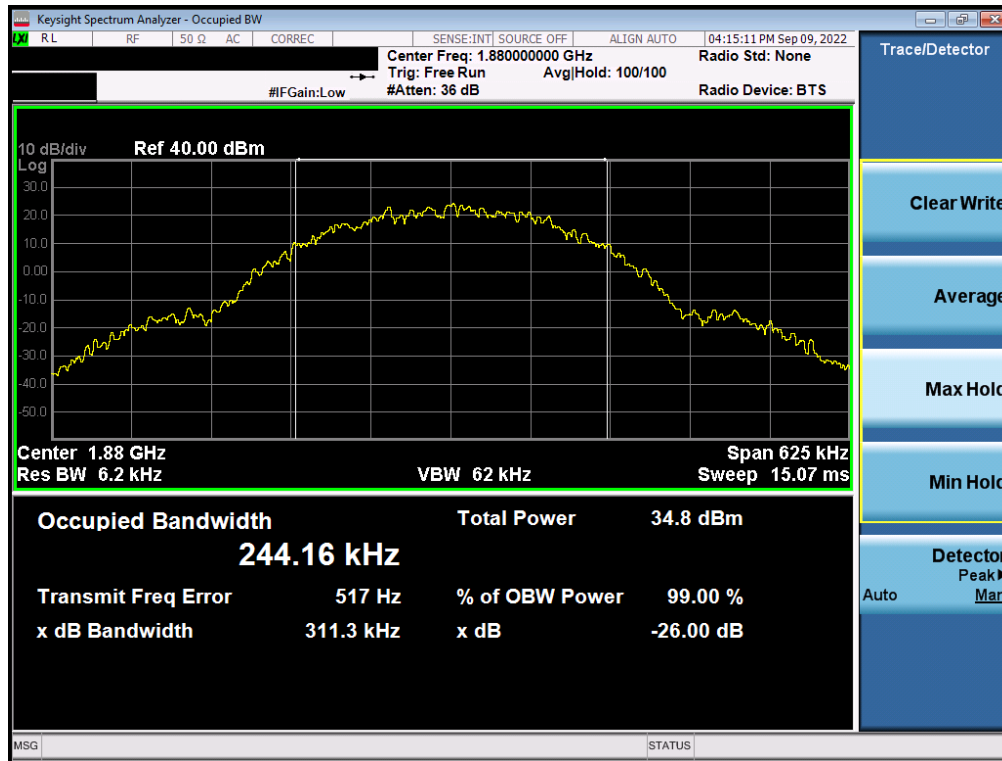 Keysight Spectrum Analyzer - Occupied BW
LXI RL RF 50 Ω AC CORREC SENSE:INT SOURCE OFF ALIGN AUTO 04:15:11 PM Sep 09, 2022
Center Freq: 1.880000000 GHz Radio Std: None
Trig: Free Run Avg|Hold: 100/100
#IFGain:Low #Atten: 36 dB Radio Device: BTS
Trace/Detector
10 dB/div Ref 40.00 dBm
Log
30.0
20.0
10.0
0.00
-10.0
-20.0
-30.0
-40.0
-50.0
Center 1.88 GHz Span 625 kHz
Res BW 6.2 kHz VBW 62 kHz Sweep 15.07 ms
Occupied Bandwidth Total Power 34.8 dBm
244.16 kHz
Transmit Freq Error 517 Hz % of OBW Power 99.00 %
x dB Bandwidth 311.3 kHz x dB -26.00 dB
Clear Write
Average
Max Hold
Min Hold
Detector
Peak
Auto Man
MSG STATUS